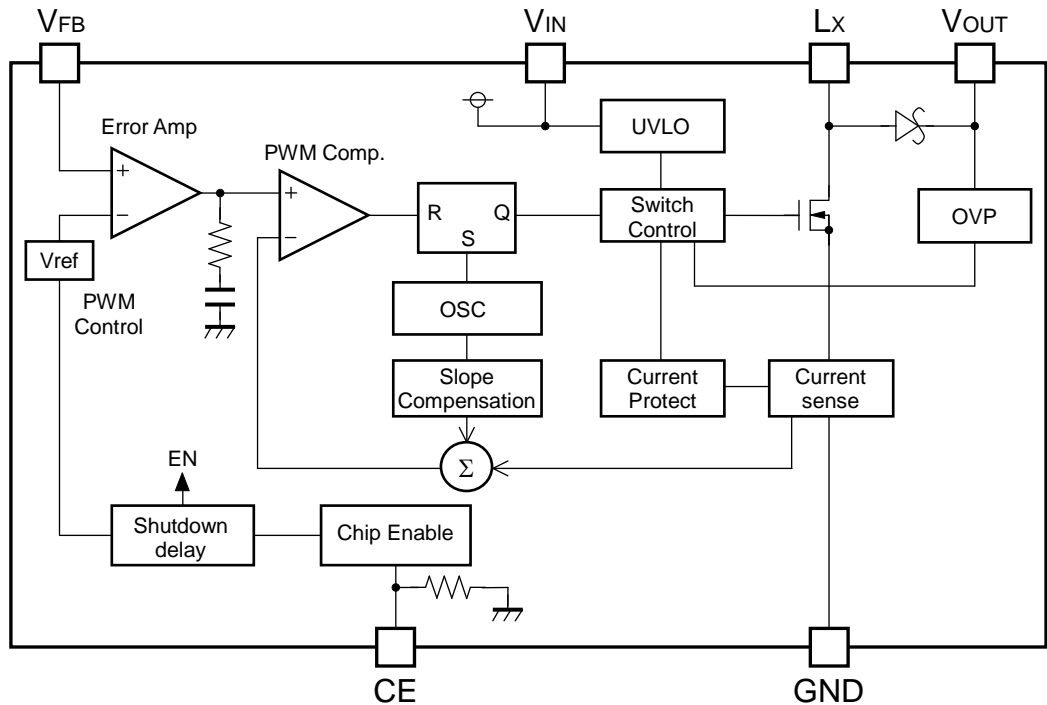 VFB
VIN
LX
VOUT
Error Amp
+
−
PWM Comp.
+
−
UVLO
R
Q
S
Switch
Control
OVP
Vref
PWM
Control
OSC
Slope
Compensation
Current
Protect
Current
sense
Σ
EN
Shutdown
delay
Chip Enable
CE
GND